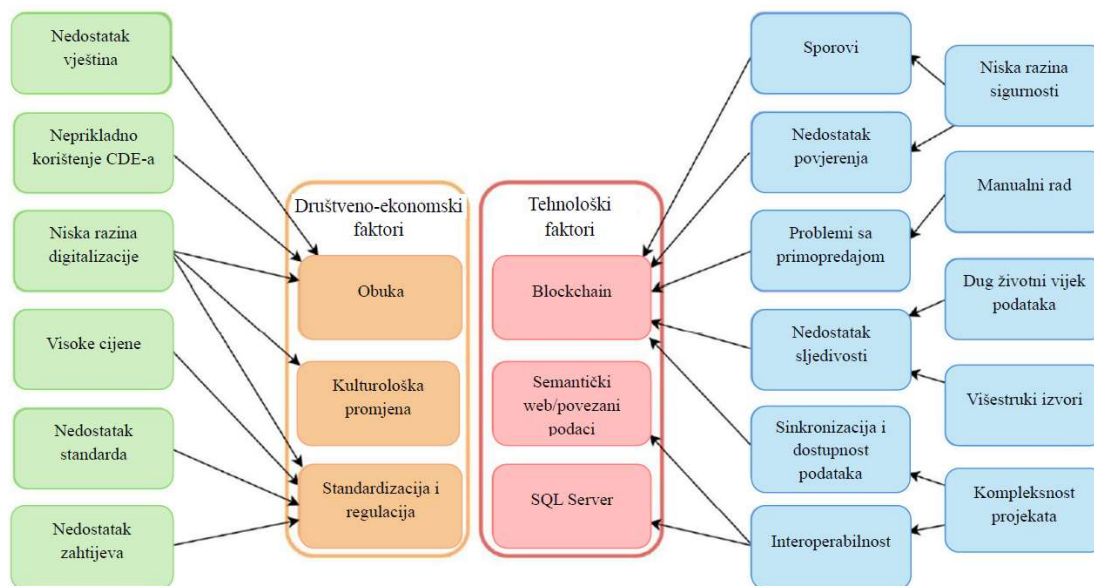 Nedostatak
vještina
Neprikladno
korištenje CDE-a
Niska razina
digitalizacije
Visoke cijene
Nedostatak
standarda
Nedostatak
zahtijeva
Društveno-ekonomski
faktori
Obuka
Kulturološka
promjena
Standardizacija i
regulacija
Tehnološki
faktori
Blockchain
Semantički
web/povezani
podaci
SQL Server
Sporovi
Nedostatak
povjerenja
Problemi sa
primopredajom
Nedostatak
sljedivosti
Sinkronizacija i
dostupnost
podataka
Interoperabilnost
Niska razina
sigurnosti
Manualni rad
Dug životni vijek
podataka
Višestruki izvori
Kompleksnost
projekata